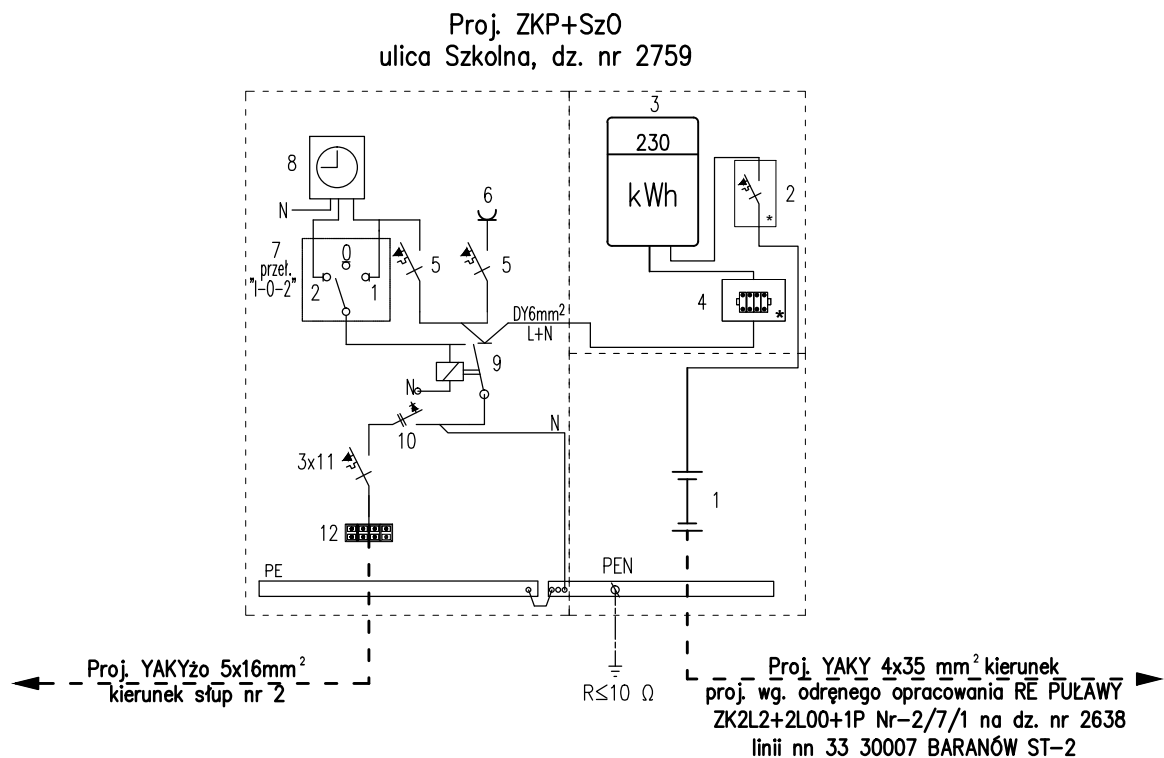 Proj. ZKP+SzO
ulica Szkolna, dz. nr 2759
3
230
kWh
2
*
8
N
6
7
przeł.
"I-0-2"
0
2
1
5
5
4
*
DY6mm²
L+N
9
N
10
N
3x11
12
1
PE
PEN
R≤10 Ω
Proj. YAKYżo 5x16mm²
kierunek słup nr 2
Proj. YAKY 4x35 mm² kierunek
proj. wg. odręnego opracowania RE PUŁAWY
ZK2L2+2L00+1P Nr-2/7/1 na dz. nr 2638
linii nn 33 30007 BARANÓW ST-2